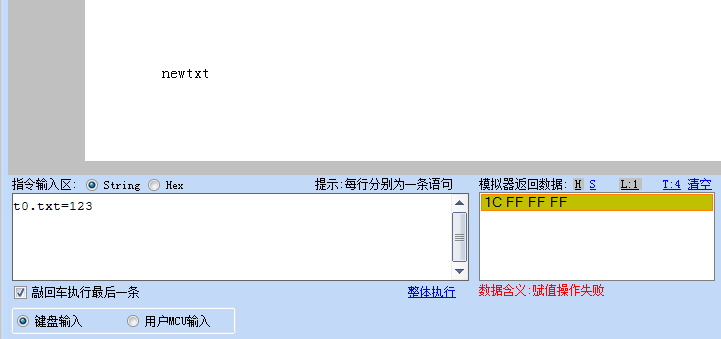 newtxt
指令输入区: String Hex 提示:每行分别为一条语句 模拟器返回数据: H S L:1 T:4 清空
t0.txt=123
1C FF FF FF
敲回车执行最后一条 整体执行 数据含义:赋值操作失败
键盘输入 用户MCU输入